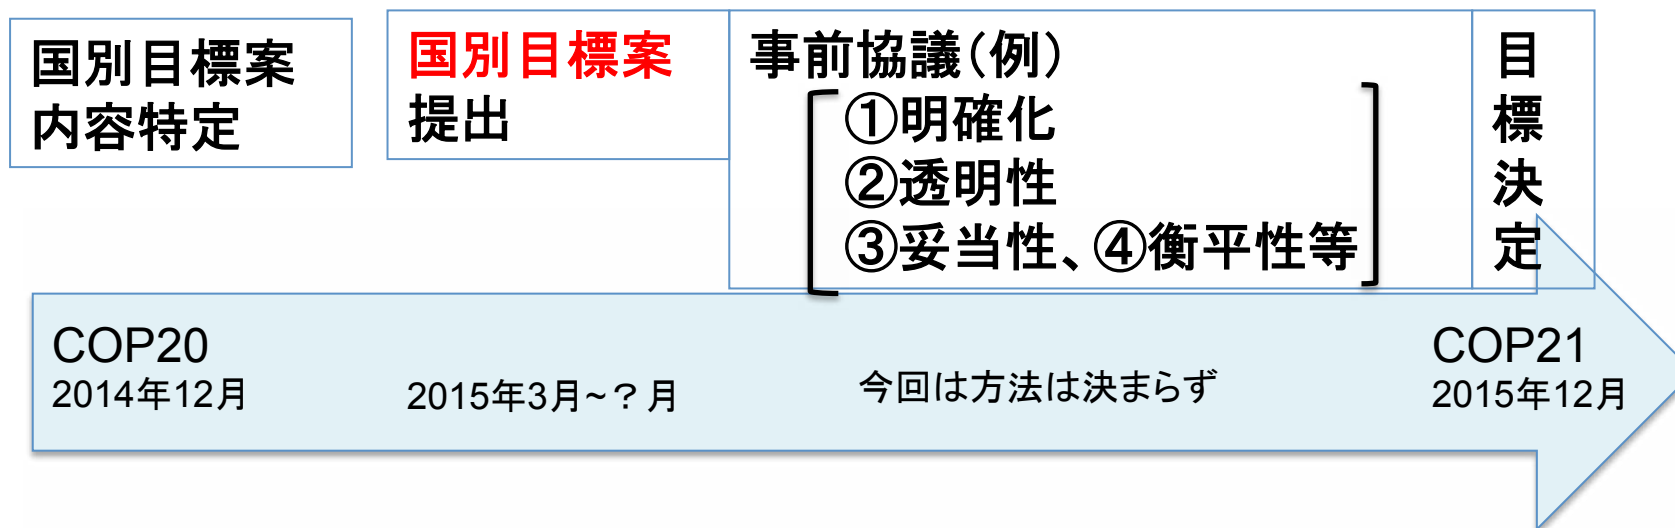 国別目標案
内容特定
国別目標案
提出
事前協議(例)
①明確化
②透明性
③妥当性、④衡平性等
目
標
決
定
COP20
2014年12月
2015年3月~?月
今回は方法は決まらず
COP21
2015年12月